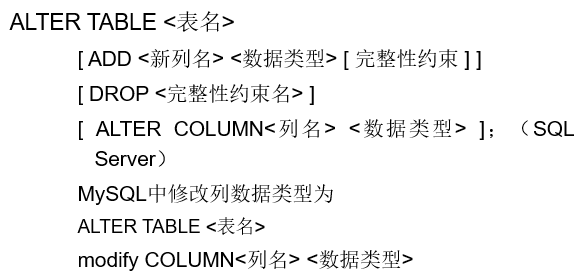 ALTER TABLE <表名>
[ ADD <新列名> <数据类型> [ 完整性约束 ] ]
[ DROP <完整性约束名> ]
[ ALTER COLUMN<列名> <数据类型> ]；（SQL
Server）
MySQL中修改列数据类型为
ALTER TABLE <表名>
modify COLUMN<列名> <数据类型>